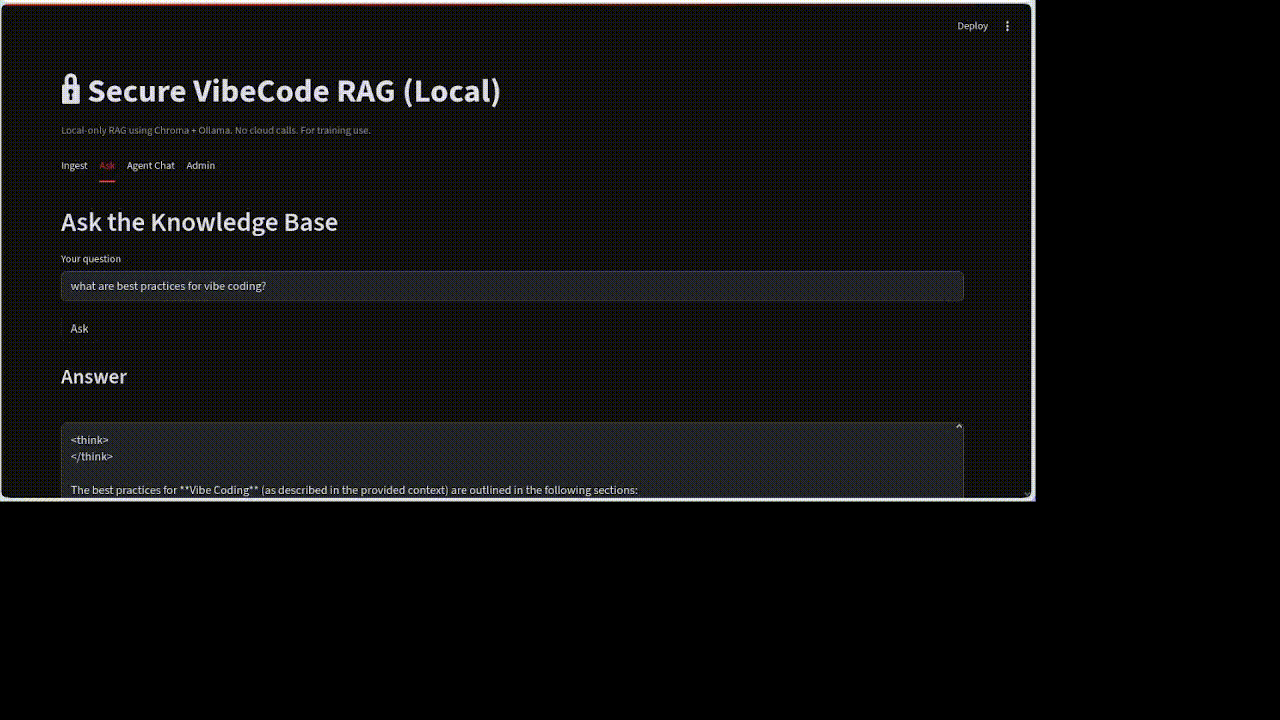 Deploy
Secure VibeCode RAG (Local)
Local-only RAG using Chroma + Ollama. No cloud calls. For training use.
Ingest Ask Agent Chat Admin
Ask the Knowledge Base
Your question
what are best practices for vibe coding?
Ask
Answer
<think>
</think>
The best practices for **Vibe Coding** (as described in the provided context) are outlined in the following sections: